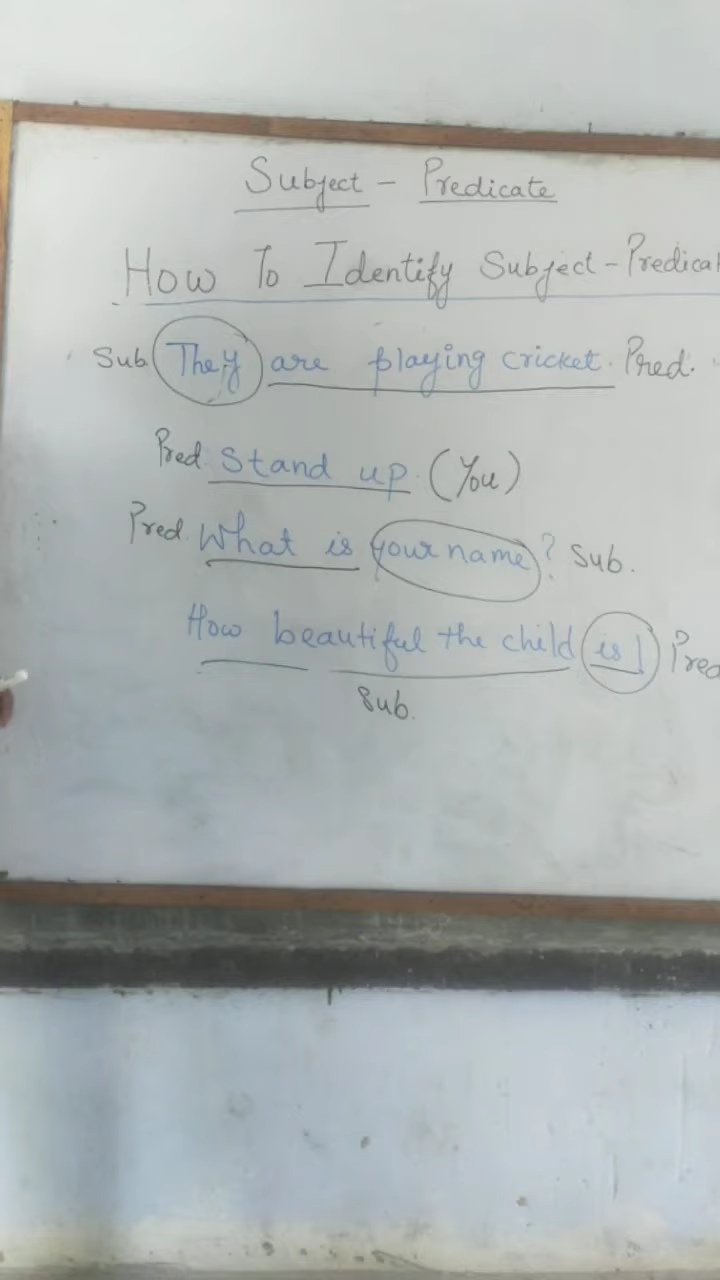 Subject - Predicate
How To Identify Subject - Predicat
Sub They are playing cricket. Pred.
Pred. Stand up. (You)
Pred. What is your name? Sub.
How beautiful the child is! Pred
Sub.